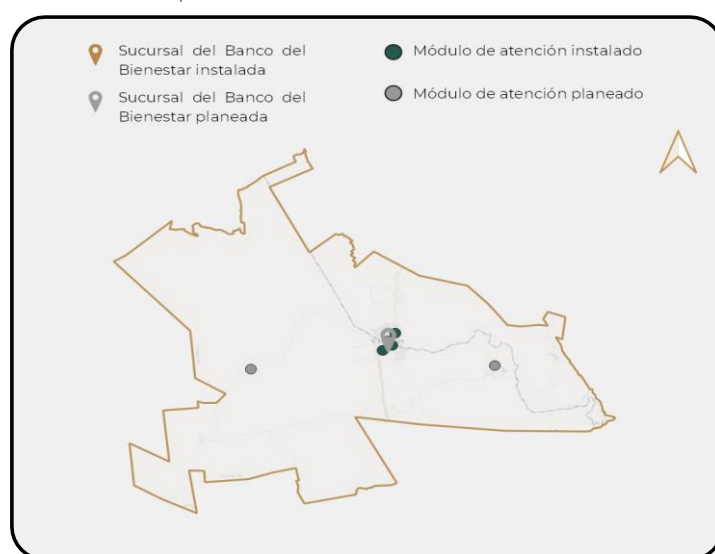 Sucursal del Banco del
Bienestar instalada
Sucursal del Banco del
Bienestar planeada
Módulo de atención instalado
Módulo de atención planeado